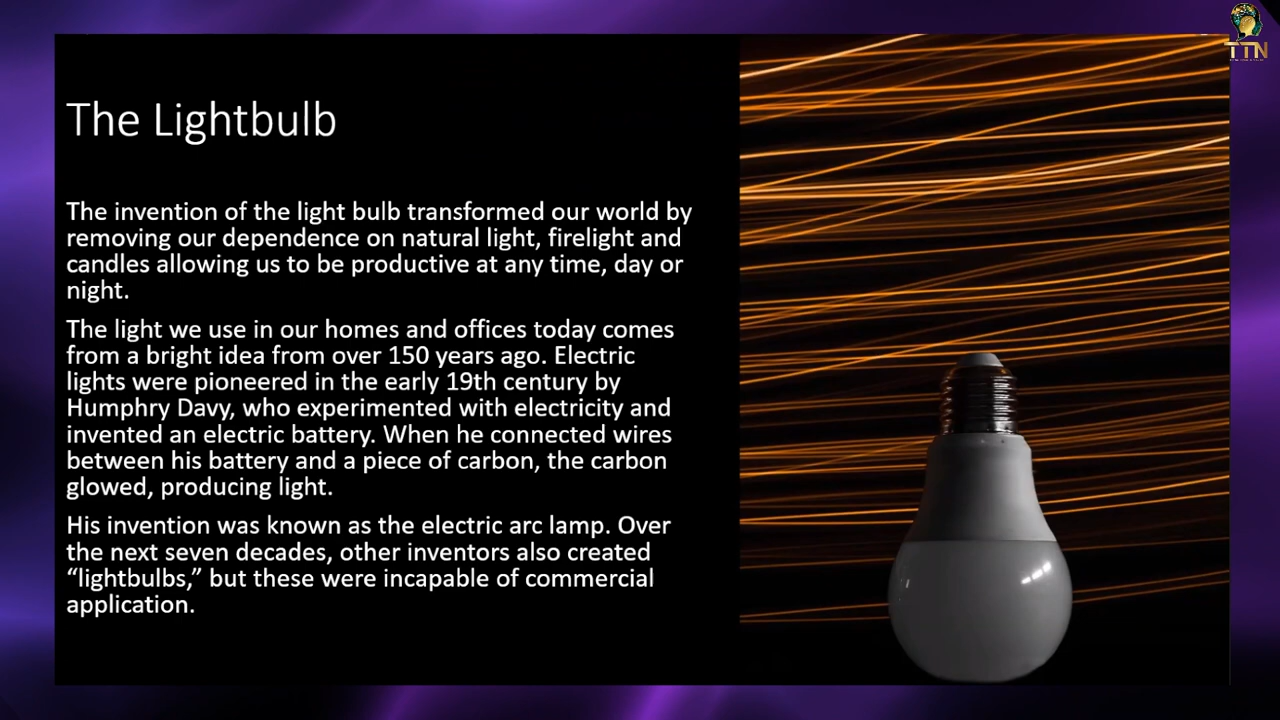 TTN
The Lightbulb
The invention of the light bulb transformed our world by
removing our dependence on natural light, firelight and
candles allowing us to be productive at any time, day or
night.
The light we use in our homes and offices today comes
from a bright idea from over 150 years ago. Electric
lights were pioneered in the early 19th century by
Humphry Davy, who experimented with electricity and
invented an electric battery. When he connected wires
between his battery and a piece of carbon, the carbon
glowed, producing light.
His invention was known as the electric arc lamp. Over
the next seven decades, other inventors also created
“lightbulbs,” but these were incapable of commercial
application.